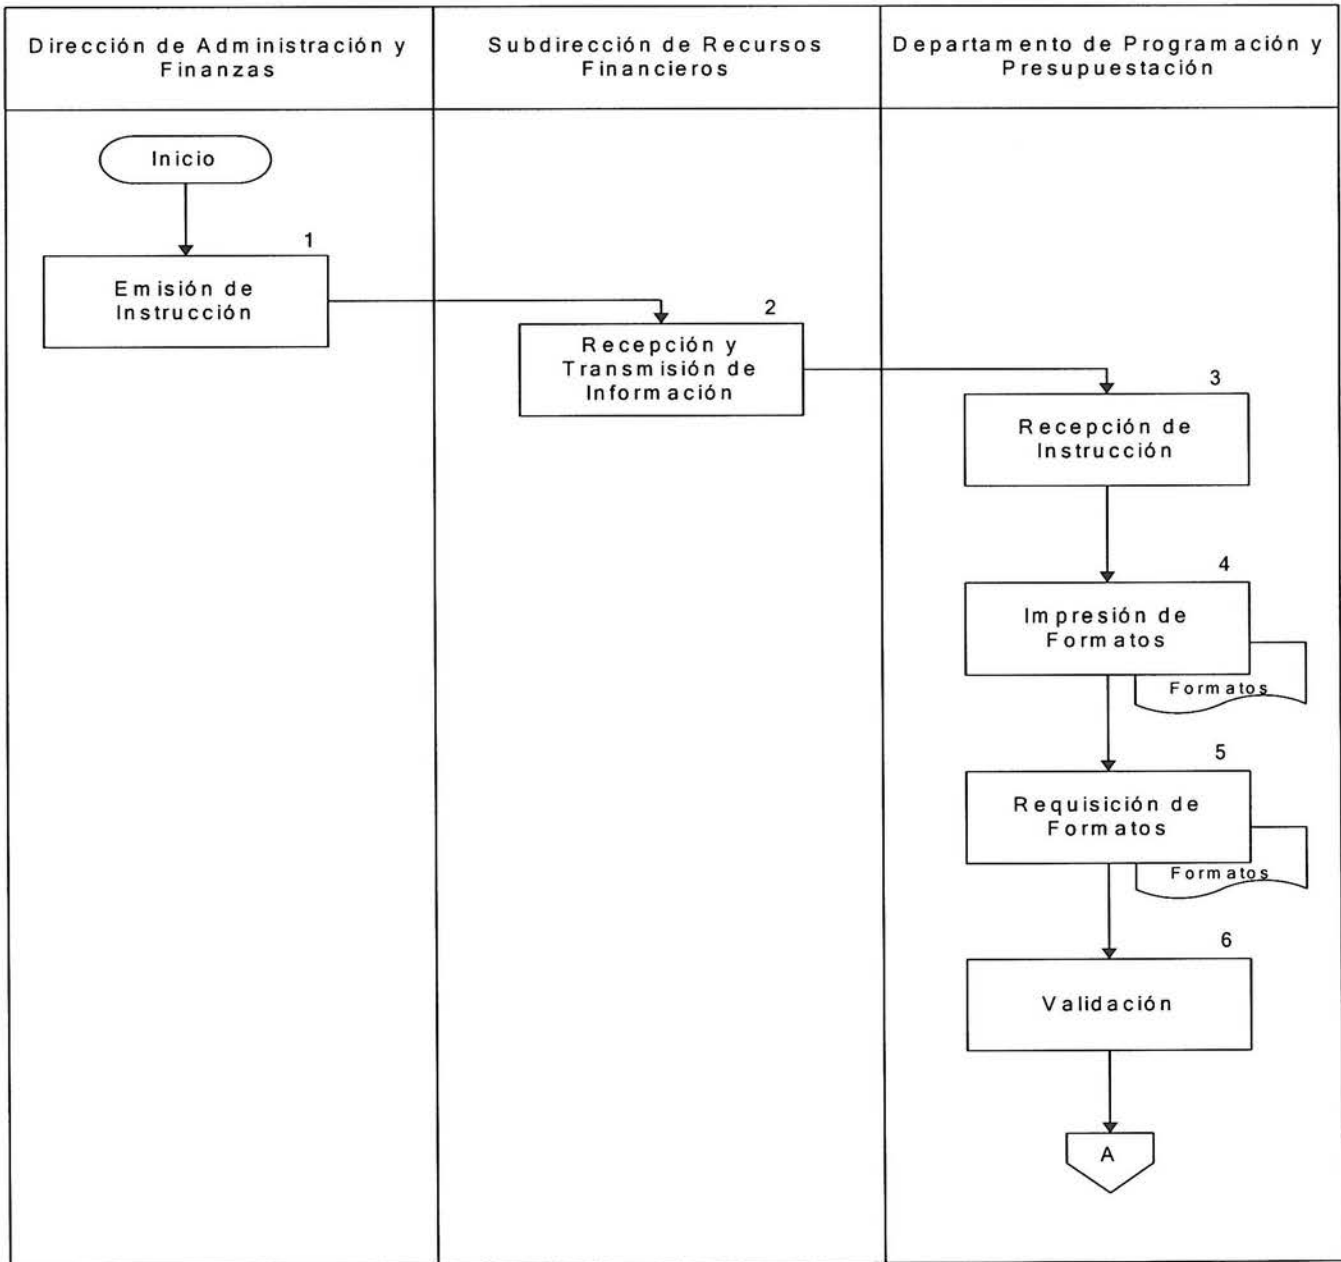 Dirección de Administración y
Finanzas
Subdirección de Recursos
Financieros
Departamento de Programación y
Presupuestación
Inicio
1
Emisión de
Instrucción
2
Recepción y
Transmisión de
Información
3
Recepción de
Instrucción
4
Impresión de
Formatos
Formatos
5
Requisición de
Formatos
Formatos
6
Validación
A